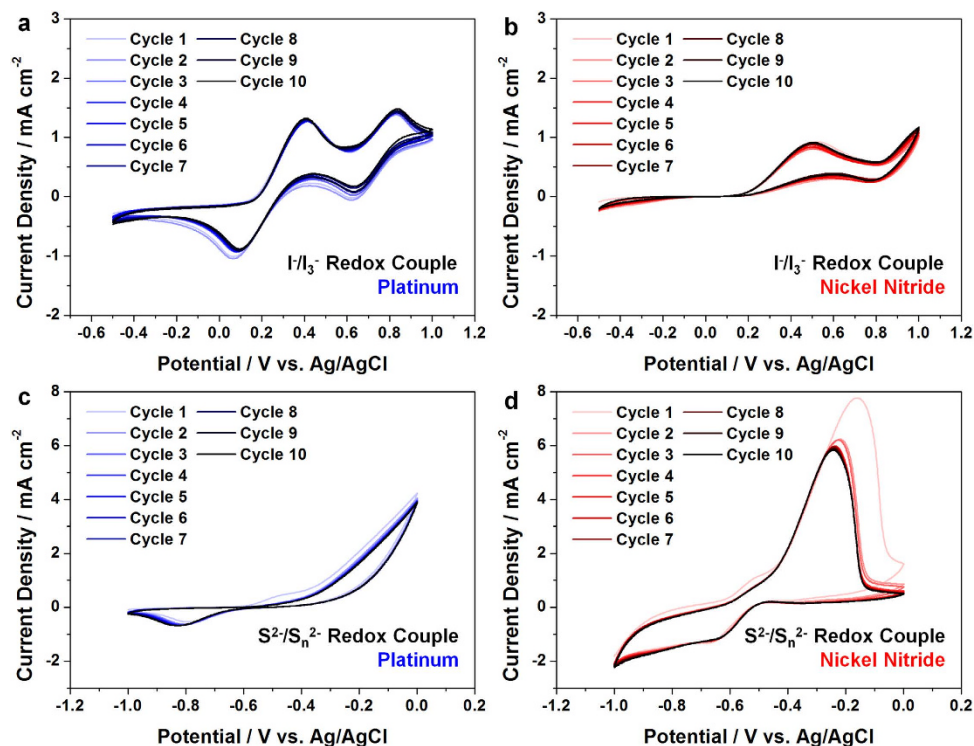 a
3
2
1
0
-1
-2
Current Density / mA cm⁻²
Cycle 1 Cycle 8
Cycle 2 Cycle 9
Cycle 3 Cycle 10
Cycle 4
Cycle 5
Cycle 6
Cycle 7
I⁻/I₃⁻ Redox Couple
Platinum
-0.6 -0.4 -0.2 0.0 0.2 0.4 0.6 0.8 1.0 1.2
Potential / V vs. Ag/AgCl
b
3
2
1
0
-1
-2
Current Density / mA cm⁻²
Cycle 1 Cycle 8
Cycle 2 Cycle 9
Cycle 3 Cycle 10
Cycle 4
Cycle 5
Cycle 6
Cycle 7
I⁻/I₃⁻ Redox Couple
Nickel Nitride
-0.6 -0.4 -0.2 0.0 0.2 0.4 0.6 0.8 1.0 1.2
Potential / V vs. Ag/AgCl
c
8
6
4
2
0
-2
Current Density / mA cm⁻²
Cycle 1 Cycle 8
Cycle 2 Cycle 9
Cycle 3 Cycle 10
Cycle 4
Cycle 5
Cycle 6
Cycle 7
S²⁻/Sₙ²⁻ Redox Couple
Platinum
-1.2 -1.0 -0.8 -0.6 -0.4 -0.2 0.0 0.2
Potential / V vs. Ag/AgCl
d
8
6
4
2
0
-2
Current Density / mA cm⁻²
Cycle 1 Cycle 8
Cycle 2 Cycle 9
Cycle 3 Cycle 10
Cycle 4
Cycle 5
Cycle 6
Cycle 7
S²⁻/Sₙ²⁻ Redox Couple
Nickel Nitride
-1.2 -1.0 -0.8 -0.6 -0.4 -0.2 0.0 0.2
Potential / V vs. Ag/AgCl